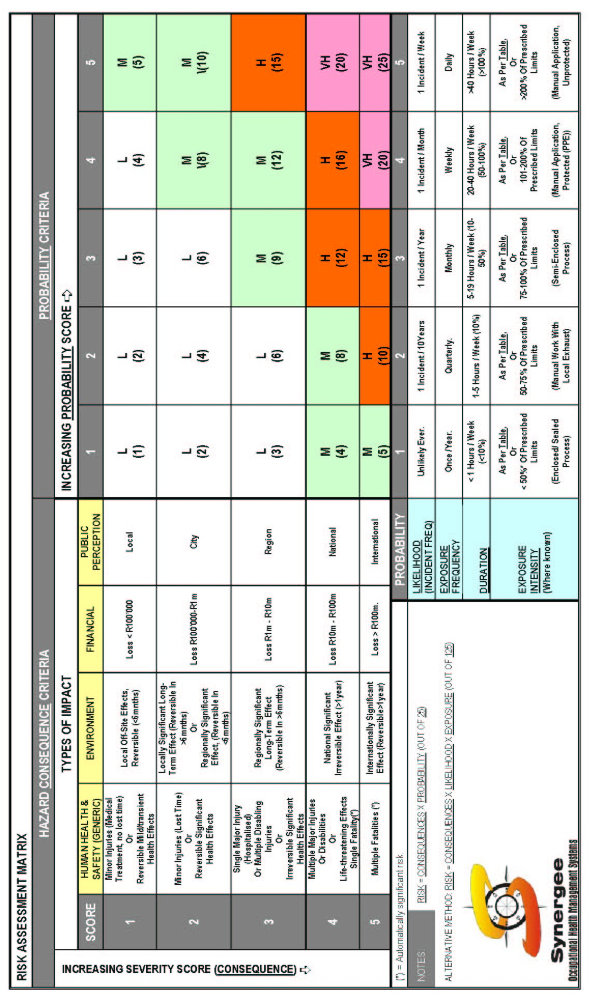 RISK ASSESSMENT MATRIX
HAZARD CONSEQUENCE CRITERIA
PROBABILITY CRITERIA
INCREASING SEVERITY SCORE (CONSEQUENCE)
TYPES OF IMPACT
INCREASING PROBABILITY SCORE
SCORE
HUMAN HEALTH &
SAFETY (GENERIC)
ENVIRONMENT
FINANCIAL
PUBLIC
PERCEPTION
1
2
3
4
5
1
Minor Injuries (Medical
Treatment, no lost time)
Or
Reversible Mild/transient
Health Effects
Local Off-Site Effects,
Reversible (<6mnths)
Loss < R100'000
Local
L
(1)
L
(2)
L
(3)
L
(4)
M
(5)
2
Minor Injuries (Lost Time)
Or
Reversible Significant
Health Effects
Locally Significant Long-
Term Effect (Reversible In
>6mnths)
Or
Regionally Significant
Effect, (Reversible In
<6mnths)
Loss R100'000-R1m
City
L
(2)
L
(4)
L
(6)
M
\(8)
M
\(10)
3
Single Major Injury
(Hospitalised)
Or Multiple Disabling
Injuries
Or
Irreversible Significant
Health Effects
Regionally Significant
Long-Term Effect
(Reversible In >6mnths)
Loss R1m - R10m
Region
L
(3)
L
(6)
M
(9)
M
(12)
H
(15)
4
Multiple Major Injuries
Or Disabilities
Or
Life-threatening Effects
Single Fatality(*)
National Significant
Irreversible Effect (>1year)
Loss R10m - R100m
National
M
(4)
M
(8)
H
(12)
H
(16)
VH
(20)
5
Multiple Fatalities (*)
Internationally Significant
Effect (Reversible>1year)
Loss > R100m.
International
M
(5)
H
(10)
H
(15)
VH
(20)
VH
(25)
(*) = Automatically significant risk.
NOTES:
RISK = CONSEQUENCES X PROBABILITY (OUT OF 25)
ALTERNATIVE METHOD: RISK = CONSEQUENCES X LIKELIHOOD X EXPOSURE (OUT OF 125)
Synergee
Occupational Health Management Systems
PROBABILITY
1
2
3
4
5
LIKELIHOOD
(INCIDENT FREQ)
Unlikely Ever.
1 Incident / 10Years
1 Incident / Year
1 Incident / Month
1 Incident / Week
EXPOSURE
FREQUENCY
Once /Year.
Quarterly.
Monthly
Weekly
Daily
DURATION
<1 Hours / Week
(<10%)
1-5 Hours / Week (10%)
5-19 Hours / Week (10-
50%)
20-40 Hours / Week
(50-100%)
>40 Hours / Week
(>100%)
EXPOSURE
INTENSITY
(Where known)
As Per Table,
Or
< 50%* Of Prescribed
Limits
(Enclosed/ Sealed
Process)
As Per Table,
Or
50-75% Of Prescribed
Limits
(Manual Work With
Local Exhaust)
As Per Table,
Or
75-100% Of Prescribed
Limits
(Semi-Enclosed
Process)
As Per Table,
Or
101-200% Of
Prescribed Limits
(Manual Application,
Protected (PPE))
As Per Table,
Or
>200% Of Prescribed
Limits
(Manual Application,
Unprotected)